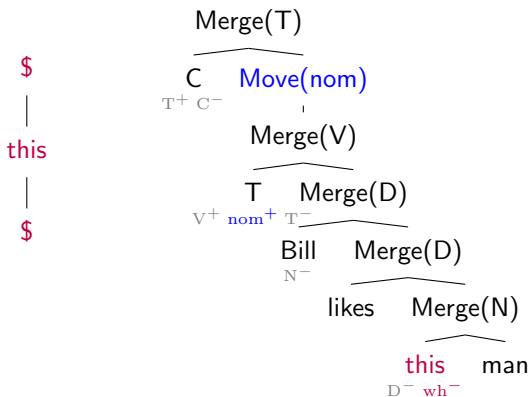 Merge(T)
$
C Move(nom)
T⁺ C⁻
this
Merge(V)
T Merge(D)
V⁺ nom⁺ T⁻
$
Bill Merge(D)
N⁻
likes Merge(N)
this man
D⁻ wh⁻